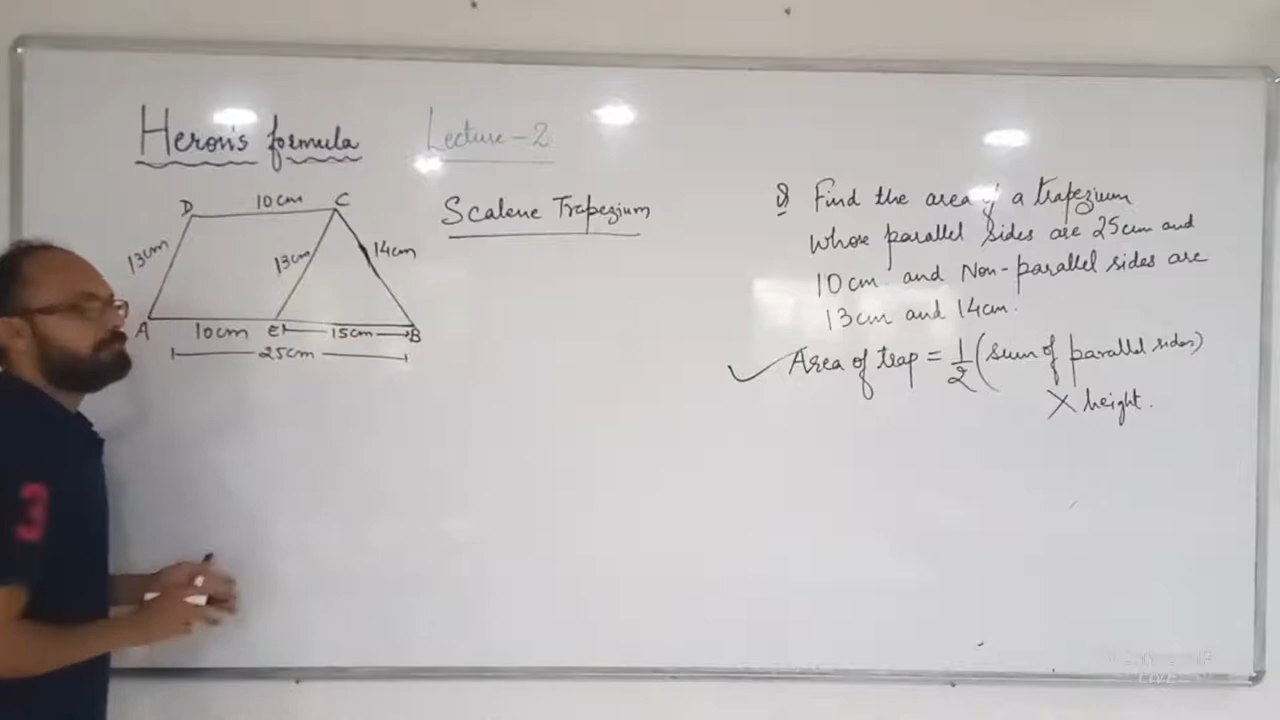 Heron's formula
Lecture - 2
D 10cm C
13cm
13cm
14cm
A 10cm E 15cm B
25cm
Scalene Trapezium
Q Find the area of a trapezium
whose parallel sides are 25cm and
10cm and Non-parallel sides are
13cm and 14cm.
✓ Area of trap = 1/2 (sum of parallel sides)
× height.
3
LIVE